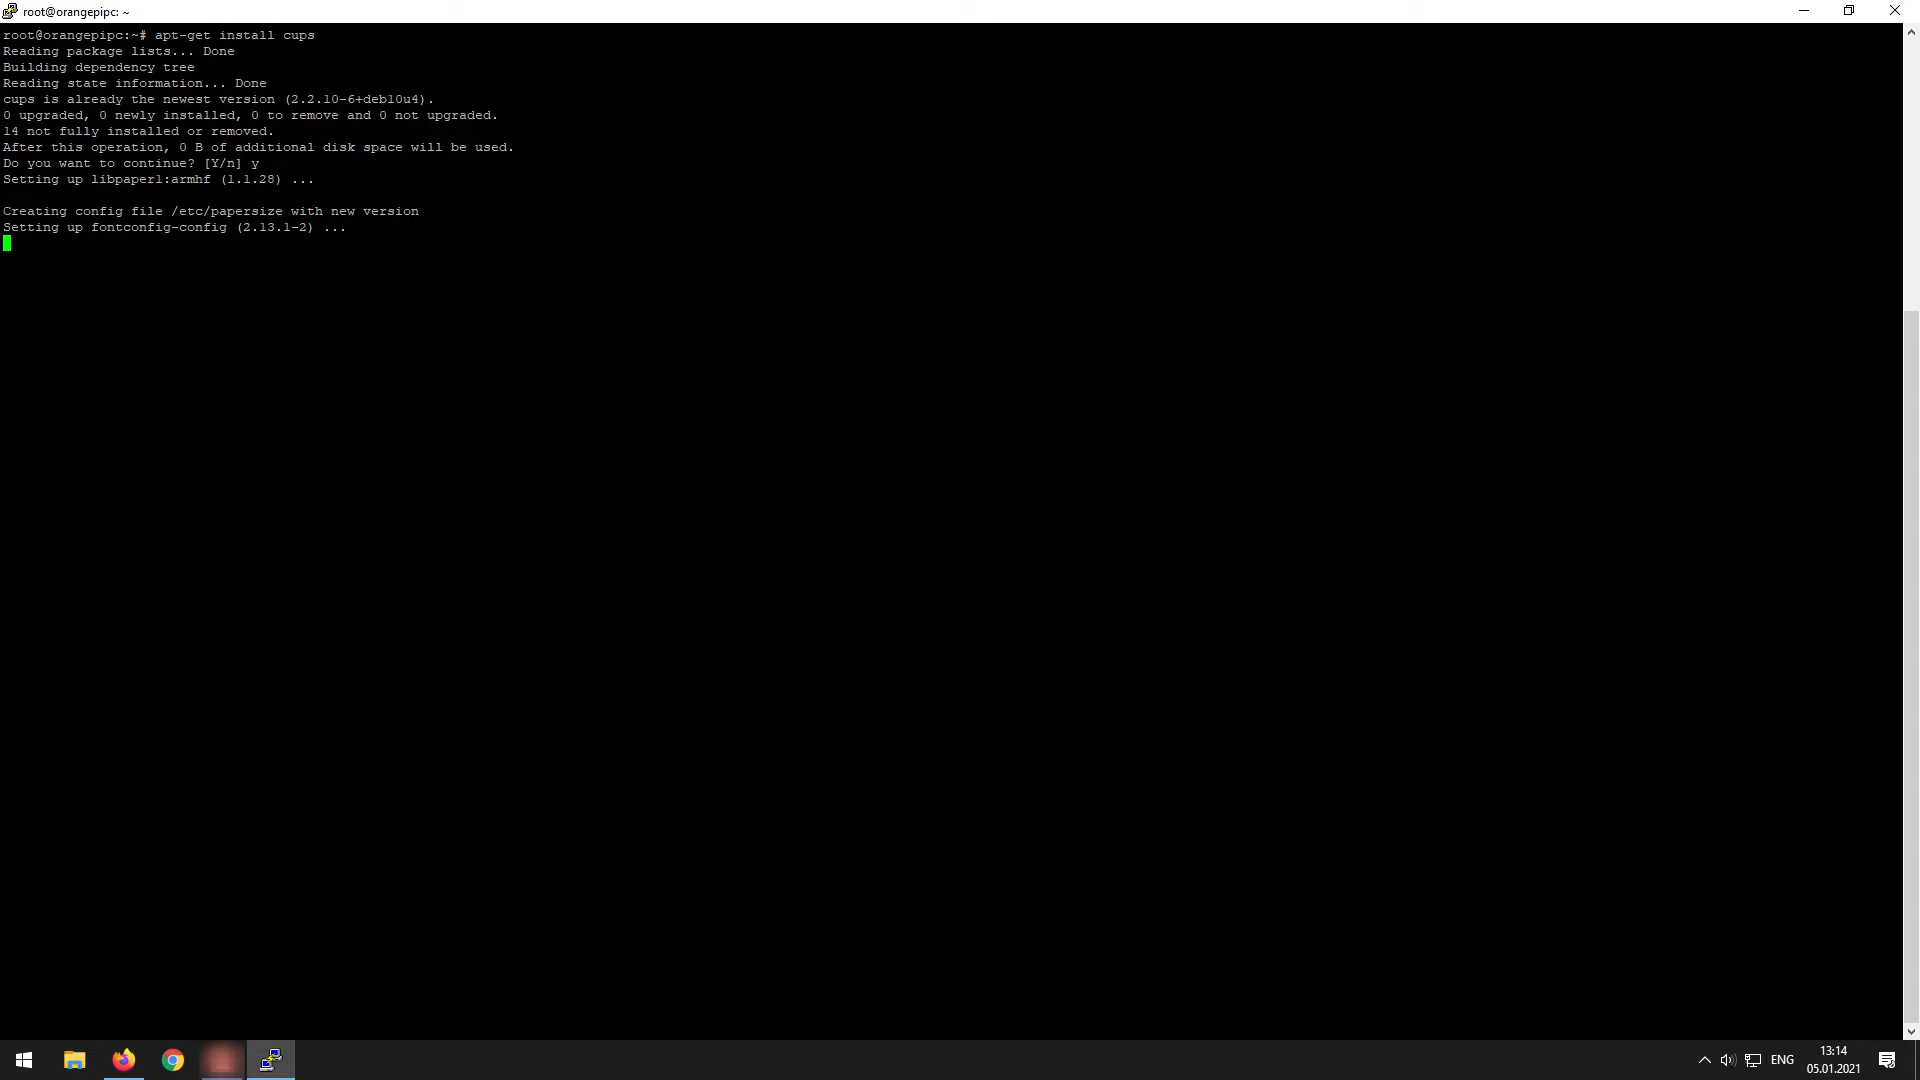 root@orangepipc: ~
root@orangepipc:~# apt-get install cups
Reading package lists... Done
Building dependency tree
Reading state information... Done
cups is already the newest version (2.2.10-6+deb10u4).
0 upgraded, 0 newly installed, 0 to remove and 0 not upgraded.
14 not fully installed or removed.
After this operation, 0 B of additional disk space will be used.
Do you want to continue? [Y/n] y
Setting up libpaper1:armhf (1.1.28) ...
Creating config file /etc/papersize with new version
Setting up fontconfig-config (2.13.1-2) ...
ENG
13:14
05.01.2021